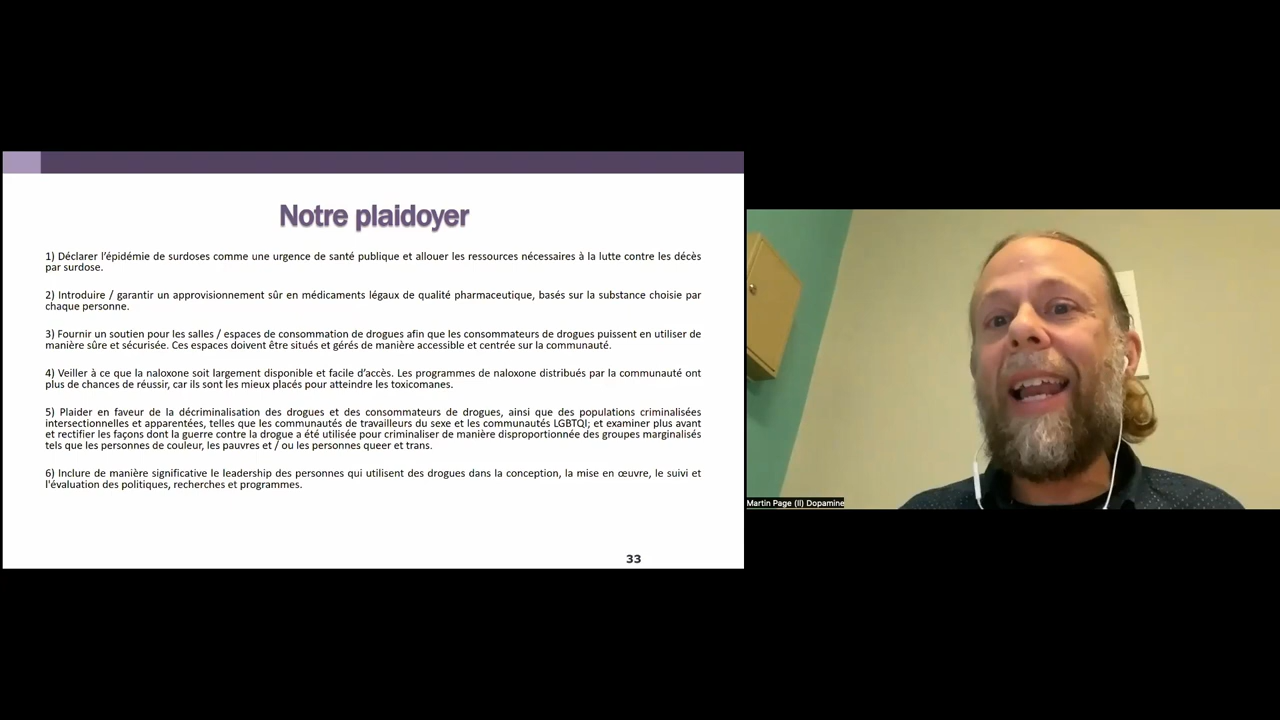 Notre plaidoyer
1) Déclarer l'épidémie de surdoses comme une urgence de santé publique et allouer les ressources nécessaires à la lutte contre les décès
par surdose.
2) Introduire / garantir un approvisionnement sûr en médicaments légaux de qualité pharmaceutique, basés sur la substance choisie par
chaque personne.
3) Fournir un soutien pour les salles / espaces de consommation de drogues afin que les consommateurs de drogues puissent en utiliser de
manière sûre et sécurisée. Ces espaces doivent être situés et gérés de manière accessible et centrée sur la communauté.
4) Veiller à ce que la naloxone soit largement disponible et facile d'accès. Les programmes de naloxone distribués par la communauté ont
plus de chances de réussir, car ils sont les mieux placés pour atteindre les toxicomanes.
5) Plaider en faveur de la décriminalisation des drogues et des consommateurs de drogues, ainsi que des populations criminalisées
intersectionnelles et apparentées, telles que les communautés de travailleurs du sexe et les communautés LGBTQI; et examiner plus avant
et rectifier les façons dont la guerre contre la drogue a été utilisée pour criminaliser de manière disproportionnée des groupes marginalisés
tels que les personnes de couleur, les pauvres et / ou les personnes queer et trans.
6) Inclure de manière significative le leadership des personnes qui utilisent des drogues dans la conception, la mise en œuvre, le suivi et
l'évaluation des politiques, recherches et programmes.
33
Martin Page (Il) Dopamine